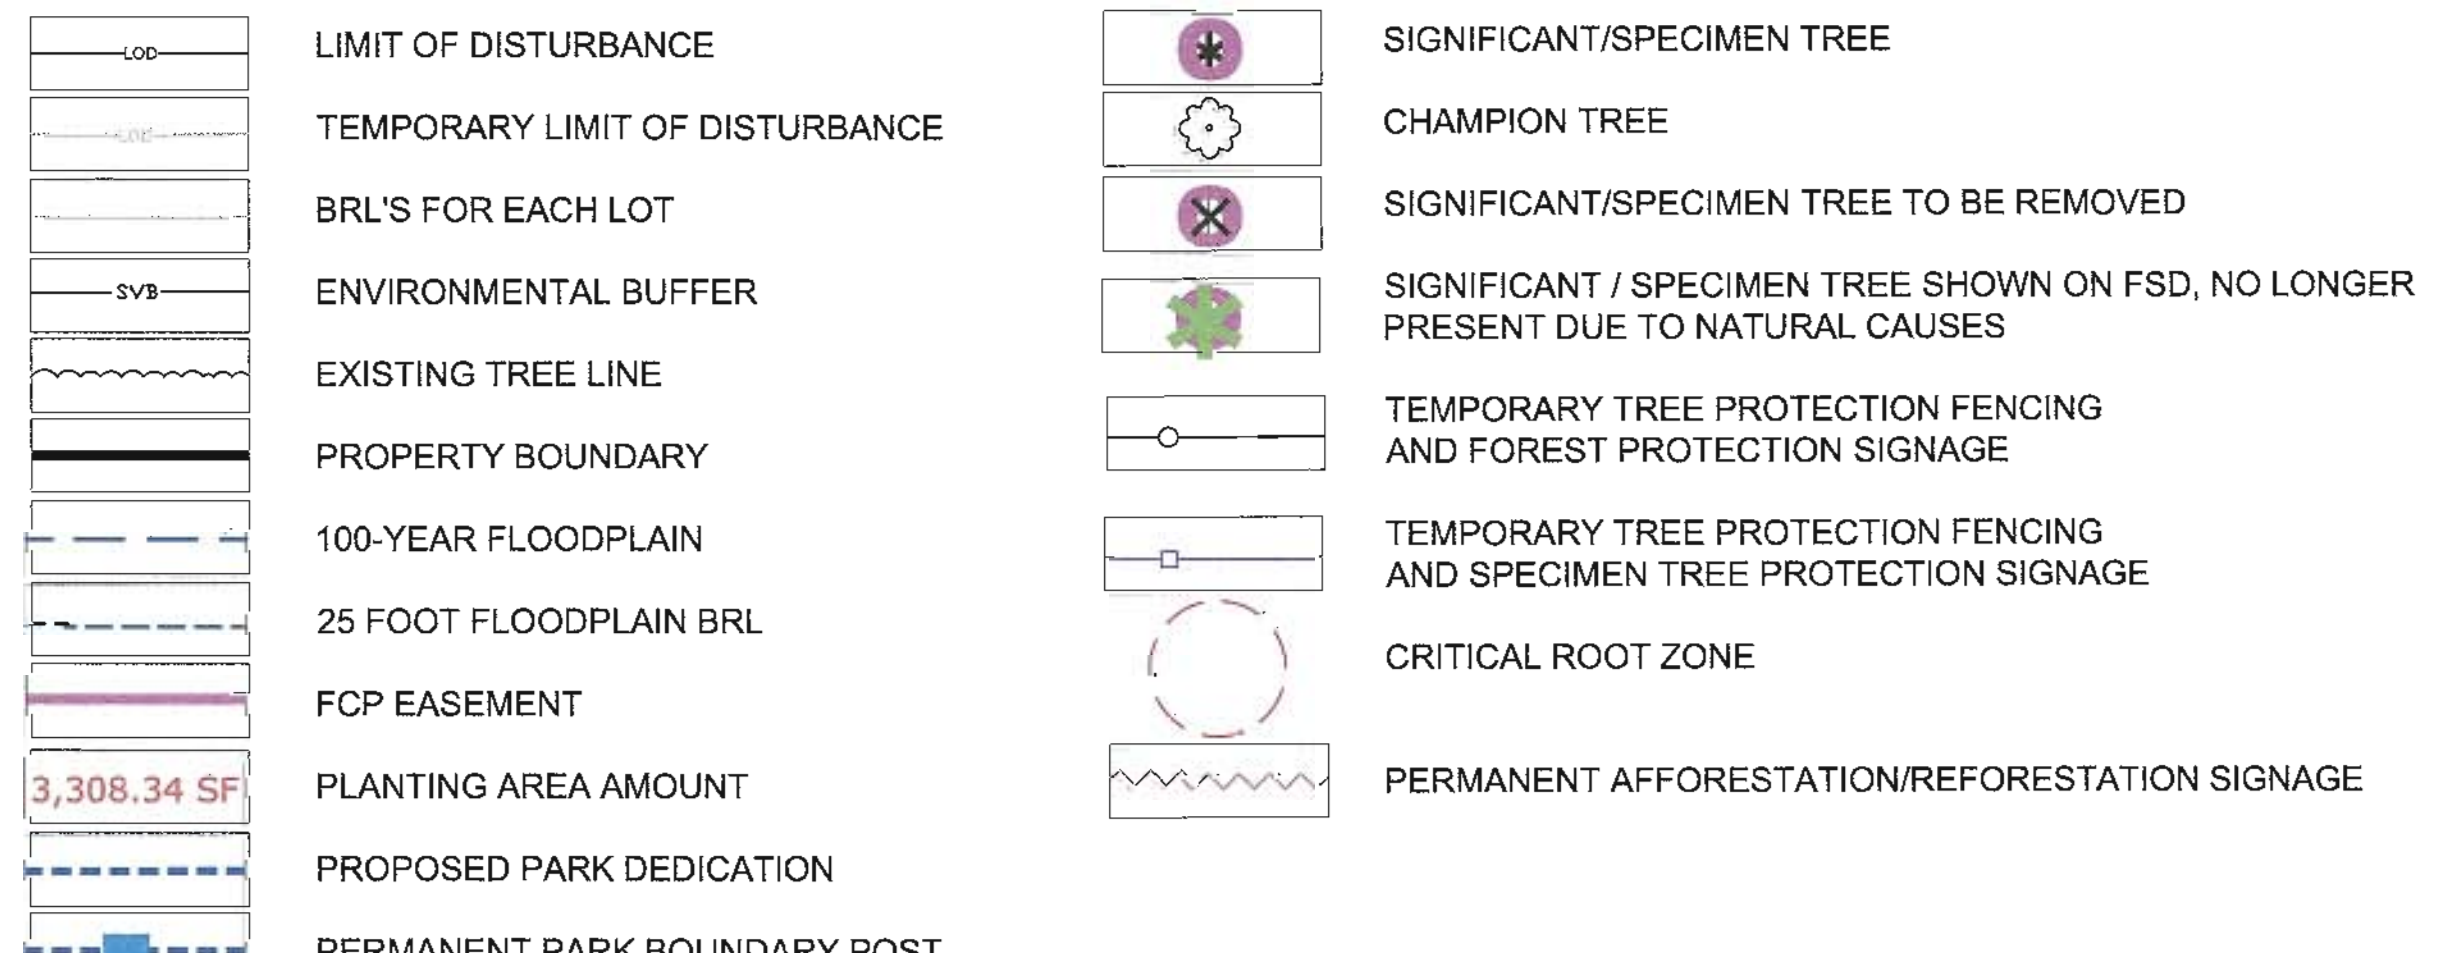 LOD
LIMIT OF DISTURBANCE
LOD
TEMPORARY LIMIT OF DISTURBANCE
BRL'S FOR EACH LOT
SVB
ENVIRONMENTAL BUFFER
EXISTING TREE LINE
PROPERTY BOUNDARY
100-YEAR FLOODPLAIN
25 FOOT FLOODPLAIN BRL
FCP EASEMENT
3,308.34 SF
PLANTING AREA AMOUNT
PROPOSED PARK DEDICATION
PERMANENT PARK BOUNDARY POST
SIGNIFICANT/SPECIMEN TREE
CHAMPION TREE
SIGNIFICANT/SPECIMEN TREE TO BE REMOVED
SIGNIFICANT / SPECIMEN TREE SHOWN ON FSD, NO LONGER
PRESENT DUE TO NATURAL CAUSES
TEMPORARY TREE PROTECTION FENCING
AND FOREST PROTECTION SIGNAGE
TEMPORARY TREE PROTECTION FENCING
AND SPECIMEN TREE PROTECTION SIGNAGE
CRITICAL ROOT ZONE
PERMANENT AFFORESTATION/REFORESTATION SIGNAGE